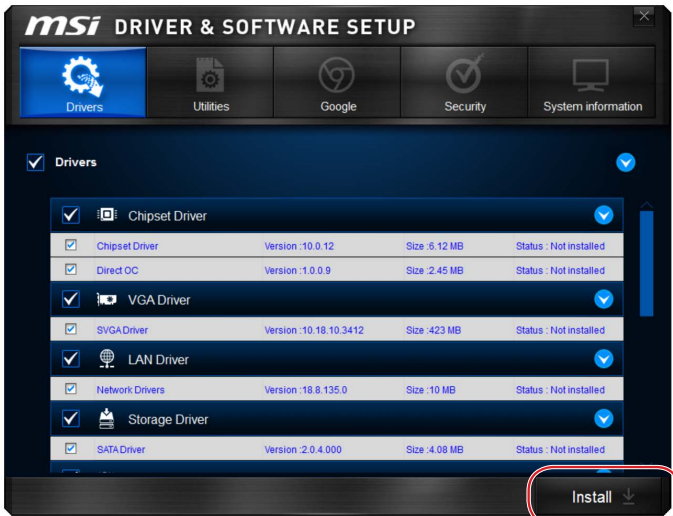 msi DRIVER & SOFTWARE SETUP
Drivers Utilities Google Security System information
Drivers
Chipset Driver
Chipset Driver Version :10.0.12 Size :6.12 MB Status : Not installed
Direct OC Version :1.0.0.9 Size :2.45 MB Status : Not installed
VGA Driver
SVGADriver Version :10.18.10.3412 Size :423 MB Status : Not installed
LAN Driver
Network Drivers Version :18.8.135.0 Size :10 MB Status : Not installed
Storage Driver
SATADriver Version :2.0.4.000 Size :4.08 MB Status : Not installed
Install